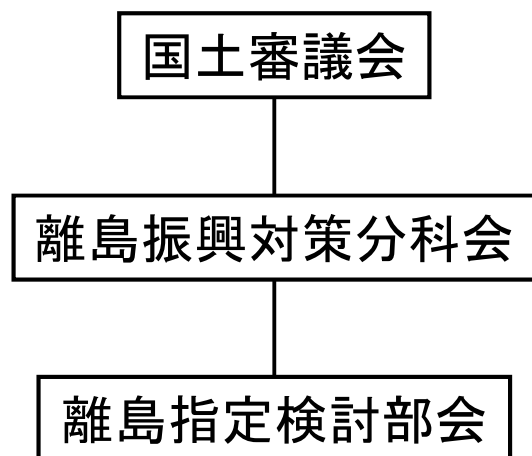 国土審議会
離島振興対策分科会
離島指定検討部会